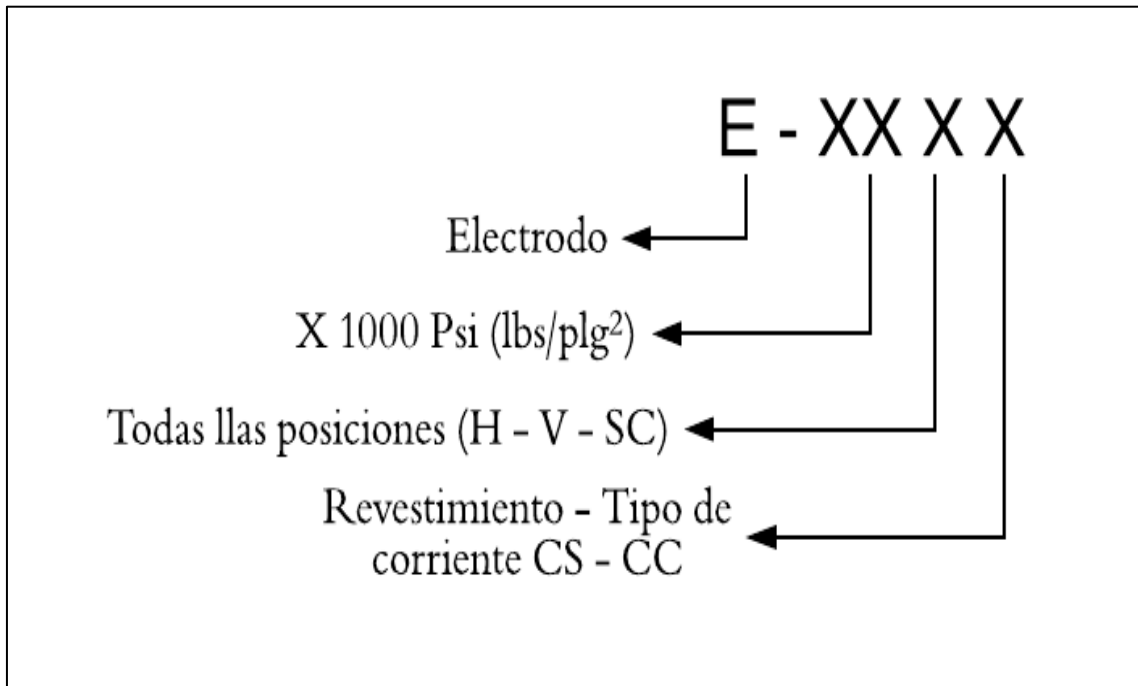 E - XX X X
Electrodo
X 1000 Psi (lbs/plg²)
Todas llas posiciones (H - V - SC)
Revestimiento - Tipo de
corriente CS - CC